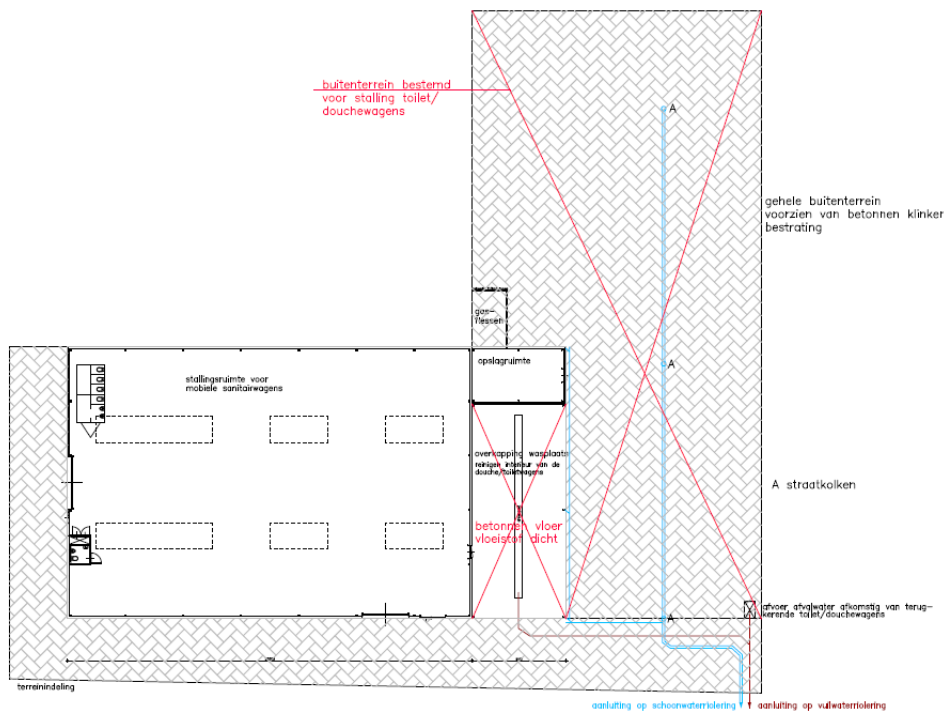 buitenterrein bestemd
voor stalling toilet/
douchewagens
A
gehele buitenterrein
voorzien van betonnen klinker
bestrating
gas-
flessen
opslagruimte
A
stallingsruimte voor
mobiele sanitairwagens
overkapping wasplaats
reinigen interieur van de
douche/toiletwagens
A straatkolken
betonnen vloer
vloeistof dicht
afvoer afvalwater afkomstig van terug-
kerende toilet/douchewagens
A
terreinindeling
aansluiting op schoonwaterriolering
aansluiting op vuilwaterriolering